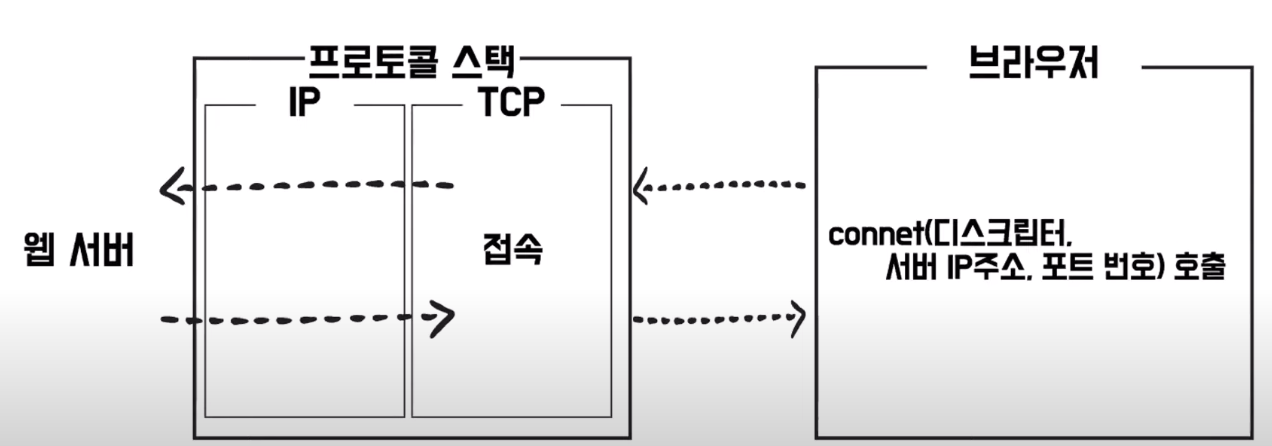 프로토콜 스택
브라우저
IP
TCP
connet(디스크립터,
서버 IP주소, 포트 번호) 호출
웹 서버
접속